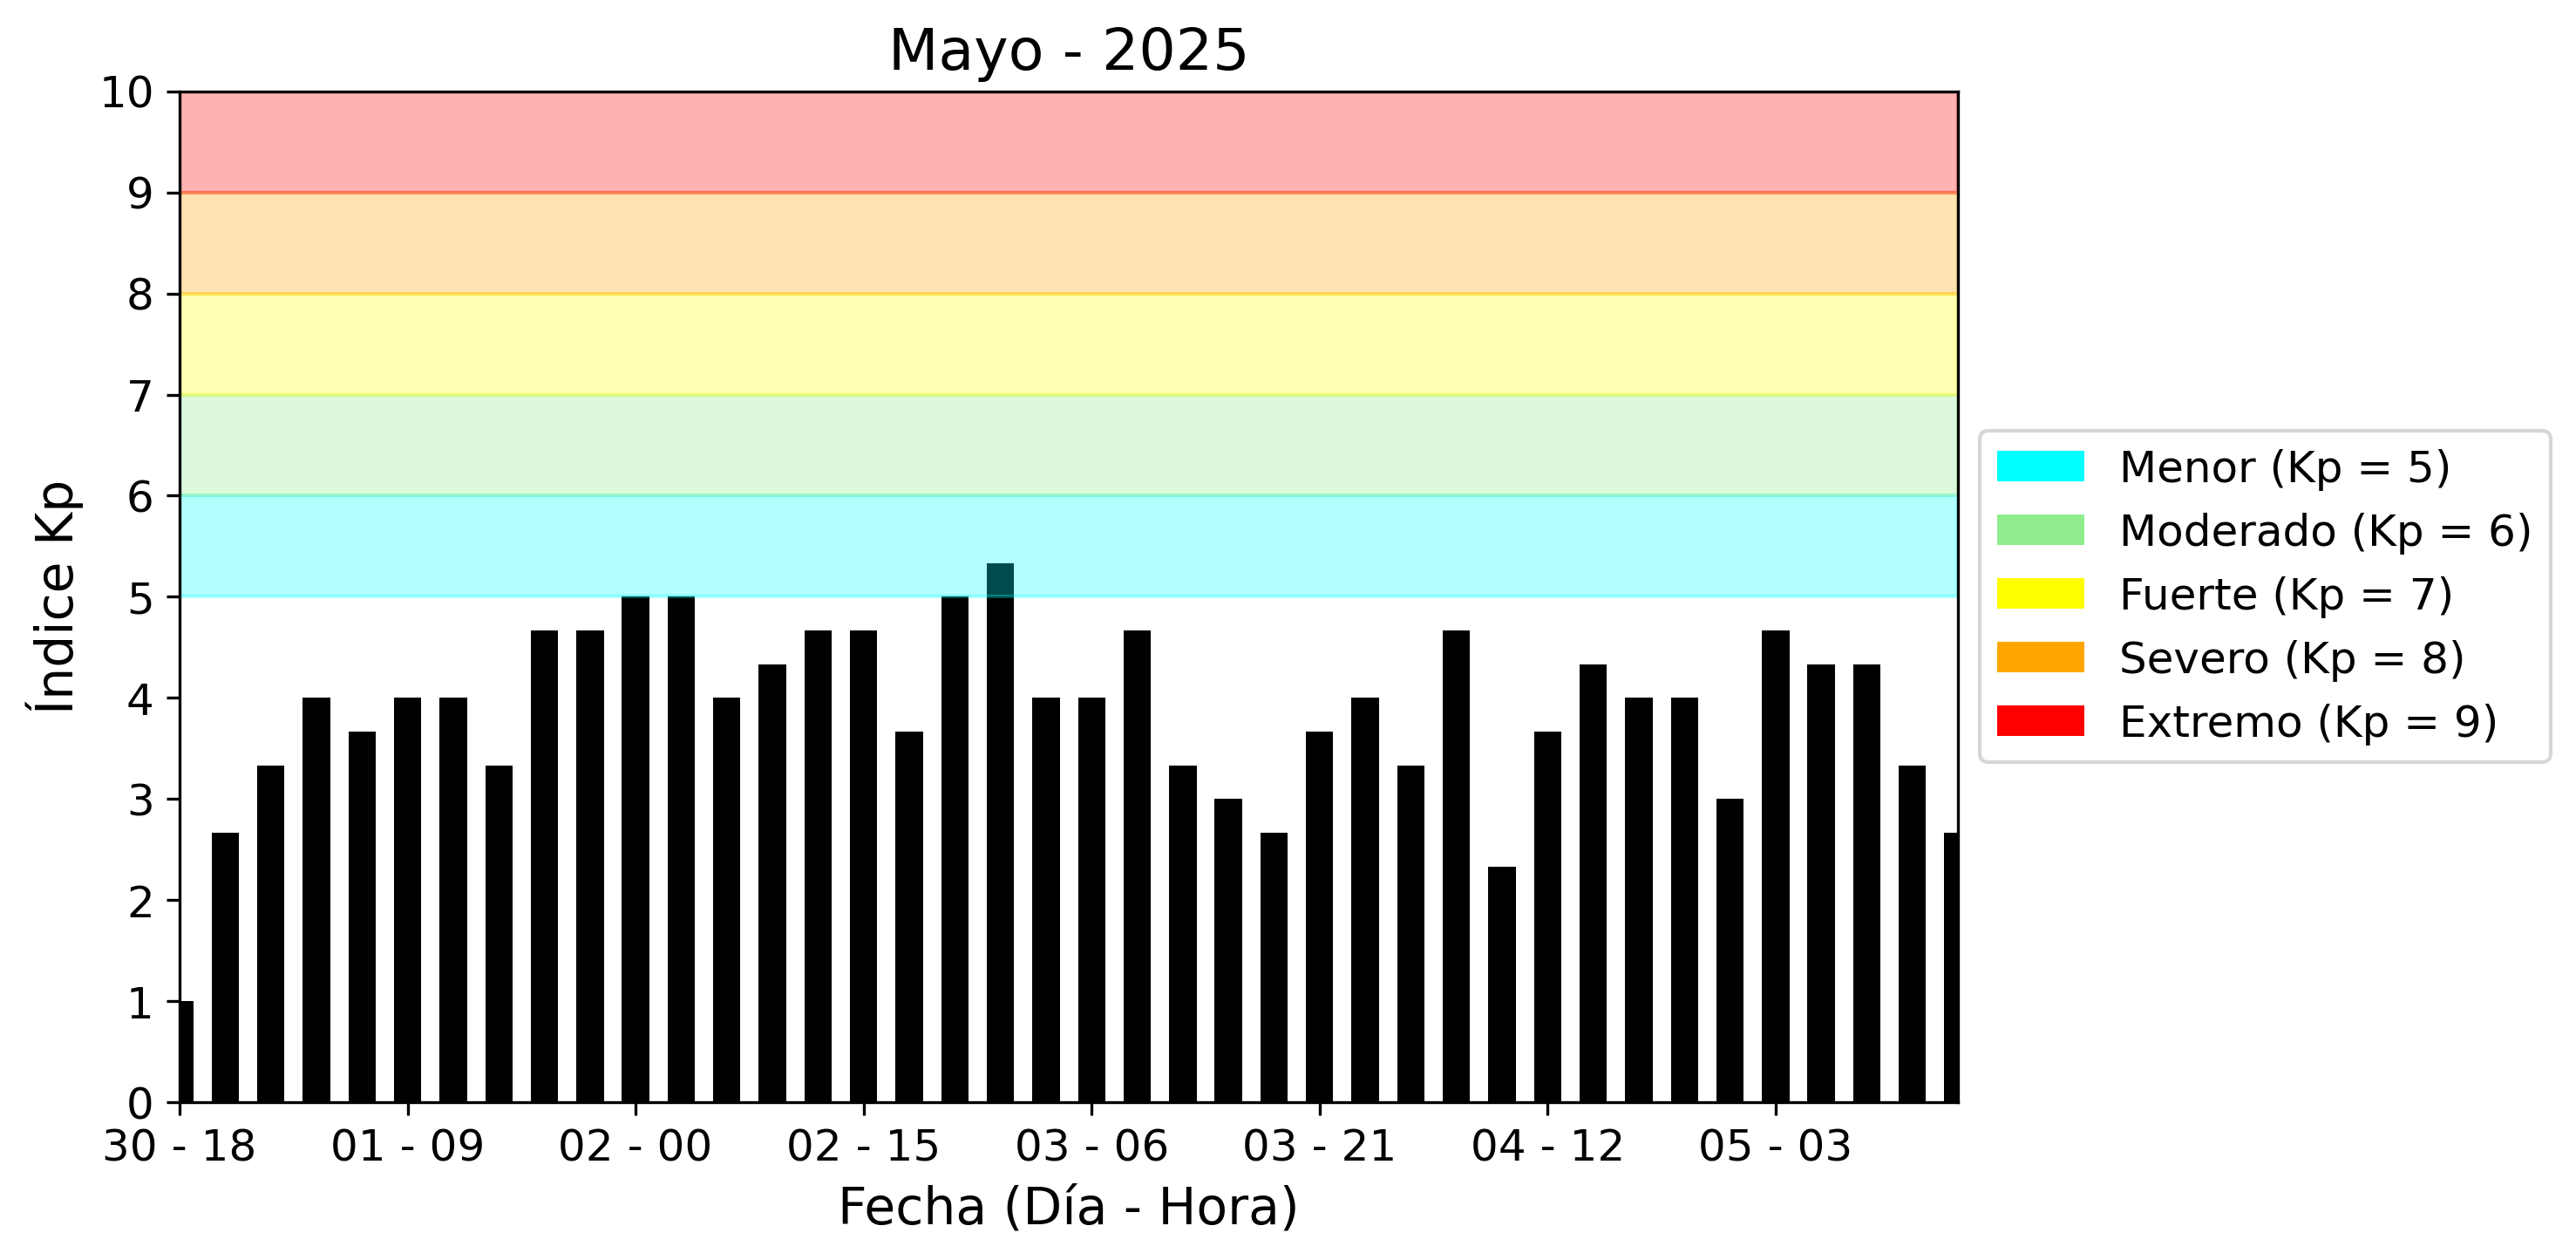 Mayo - 2025
10
9
8
7
6
5
4
3
2
1
0
Índice Kp
30 - 18
01 - 09
02 - 00
02 - 15
03 - 06
03 - 21
04 - 12
05 - 03
Fecha (Día - Hora)
Menor (Kp = 5)
Moderado (Kp = 6)
Fuerte (Kp = 7)
Severo (Kp = 8)
Extremo (Kp = 9)